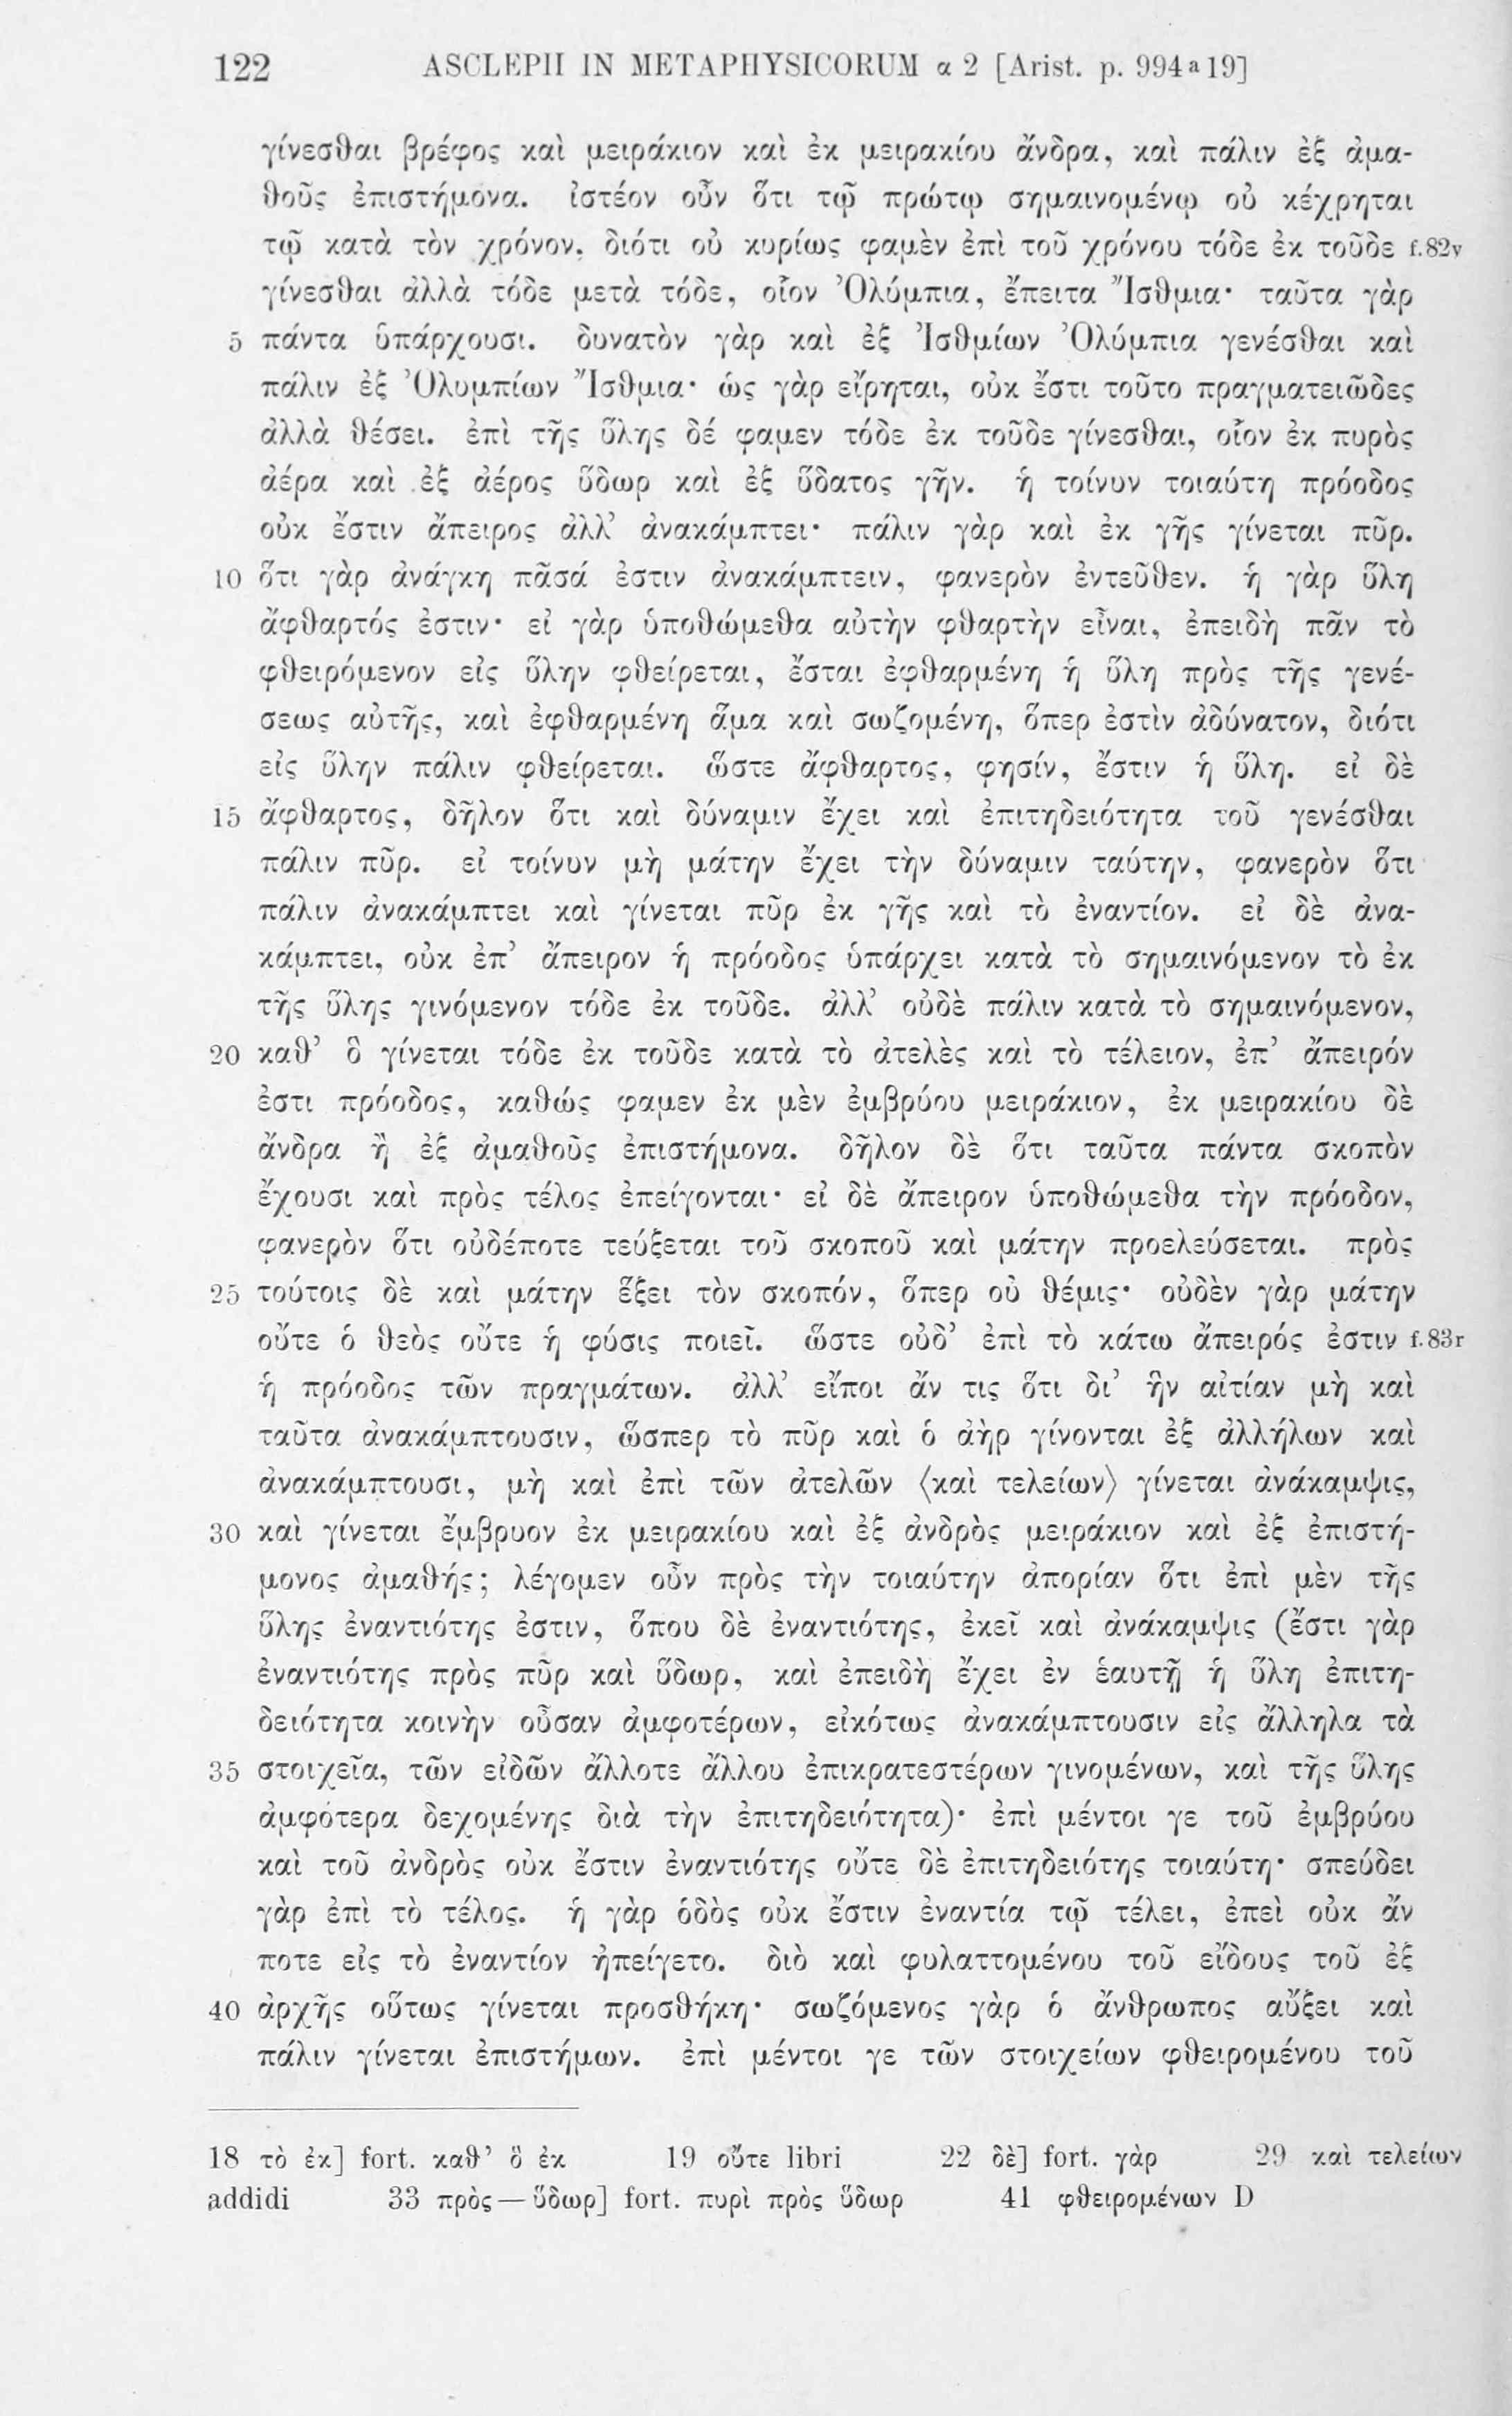 122 ASCLEPII IN METAPHYSICORUM α 2 [Arist. p. 994ᵃ19]
γίνεσθαι βρέφος καὶ μειράκιον καὶ ἐκ μειρακίου ἄνδρα, καὶ πάλιν ἐξ ἀμα-
θοῦς ἐπιστήμονα. ἰστέον οὖν ὅτι τῷ πρώτῳ σημαινομένῳ οὐ κέχρηται
τῷ κατὰ τὸν χρόνον, διότι οὐ κυρίως φαμὲν ἐπὶ τοῦ χρόνου τόδε ἐκ τοῦδε f. 82v
γίνεσθαι ἀλλὰ τόδε μετὰ τόδε, οἷον Ὀλύμπια, ἔπειτα Ἴσθμια· ταῦτα γὰρ
5 πάντα ὑπάρχουσι. δυνατὸν γὰρ καὶ ἐξ Ἰσθμίων Ὀλύμπια γενέσθαι καὶ
πάλιν ἐξ Ὀλυμπίων Ἴσθμια· ὡς γὰρ εἴρηται, οὐκ ἔστι τοῦτο πραγματειῶδες
ἀλλὰ θέσει. ἐπὶ τῆς ὕλης δέ φαμεν τόδε ἐκ τοῦδε γίνεσθαι, οἷον ἐκ πυρὸς
ἀέρα καὶ ἐξ ἀέρος ὕδωρ καὶ ἐξ ὕδατος γῆν. ἡ τοίνυν τοιαύτη πρόοδος
οὐκ ἔστιν ἄπειρος ἀλλ’ ἀνακάμπτει· πάλιν γὰρ καὶ ἐκ γῆς γίνεται πῦρ.
10 ὅτι γὰρ ἀνάγκη πᾶσά ἐστιν ἀνακάμπτειν, φανερὸν ἐντεῦθεν. ἡ γὰρ ὕλη
ἄφθαρτός ἐστιν· εἰ γὰρ ὑποθώμεθα αὐτὴν φθαρτὴν εἶναι, ἐπειδὴ πᾶν τὸ
φθειρόμενον εἰς ὕλην φθείρεται, ἔσται ἐφθαρμένη ἡ ὕλη πρὸς τῆς γενέ-
σεως αὐτῆς, καὶ ἐφθαρμένη ἅμα καὶ σωζομένη, ὅπερ ἐστὶν ἀδύνατον, διότι
εἰς ὕλην πάλιν φθείρεται. ὥστε ἄφθαρτος, φησίν, ἔστιν ἡ ὕλη. εἰ δὲ
15 ἄφθαρτος, δῆλον ὅτι καὶ δύναμιν ἔχει καὶ ἐπιτηδειότητα τοῦ γενέσθαι
πάλιν πῦρ. εἰ τοίνυν μὴ μάτην ἔχει τὴν δύναμιν ταύτην, φανερὸν ὅτι
πάλιν ἀνακάμπτει καὶ γίνεται πῦρ ἐκ γῆς καὶ τὸ ἐναντίον. εἰ δὲ ἀνα-
κάμπτει, οὐκ ἐπ’ ἄπειρον ἡ πρόοδος ὑπάρχει κατὰ τὸ σημαινόμενον τὸ ἐκ
τῆς ὕλης γινόμενον τόδε ἐκ τοῦδε. ἀλλ’ οὐδὲ πάλιν κατὰ τὸ σημαινόμενον,
20 καθ’ ὃ γίνεται τόδε ἐκ τοῦδε κατὰ τὸ ἀτελὲς καὶ τὸ τέλειον, ἐπ’ ἄπειρόν
ἐστι πρόοδος, καθώς φαμεν ἐκ μὲν ἐμβρύου μειράκιον, ἐκ μειρακίου δὲ
ἄνδρα ἢ ἐξ ἀμαθοῦς ἐπιστήμονα. δῆλον δὲ ὅτι ταῦτα πάντα σκοπὸν
ἔχουσι καὶ πρὸς τέλος ἐπείγονται· εἰ δὲ ἄπειρον ὑποθώμεθα τὴν πρόοδον,
φανερὸν ὅτι οὐδέποτε τεύξεται τοῦ σκοποῦ καὶ μάτην προελεύσεται. πρὸς
25 τούτοις δὲ καὶ μάτην ἕξει τὸν σκοπόν, ὅπερ οὐ θέμις· οὐδὲν γὰρ μάτην
οὔτε ὁ θεὸς οὔτε ἡ φύσις ποιεῖ. ὥστε οὐδ’ ἐπὶ τὸ κάτω ἄπειρός ἐστιν f. 83r
ἡ πρόοδος τῶν πραγμάτων. ἀλλ’ εἴποι ἄν τις ὅτι δι’ ἣν αἰτίαν μὴ καὶ
ταῦτα ἀνακάμπτουσιν, ὥσπερ τὸ πῦρ καὶ ὁ ἀὴρ γίνονται ἐξ ἀλλήλων καὶ
ἀνακάμπτουσι, μὴ καὶ ἐπὶ τῶν ἀτελῶν ⟨καὶ τελείων⟩ γίνεται ἀνάκαμψις,
30 καὶ γίνεται ἔμβρυον ἐκ μειρακίου καὶ ἐξ ἀνδρὸς μειράκιον καὶ ἐξ ἐπιστή-
μονος ἀμαθής; λέγομεν οὖν πρὸς τὴν τοιαύτην ἀπορίαν ὅτι ἐπὶ μὲν τῆς
ὕλης ἐναντιότης ἐστιν, ὅπου δὲ ἐναντιότης, ἐκεῖ καὶ ἀνάκαμψις (ἔστι γὰρ
ἐναντιότης πρὸς πῦρ καὶ ὕδωρ, καὶ ἐπειδὴ ἔχει ἐν ἑαυτῇ ἡ ὕλη ἐπιτη-
δειότητα κοινὴν οὖσαν ἀμφοτέρων, εἰκότως ἀνακάμπτουσιν εἰς ἄλληλα τὰ
35 στοιχεῖα, τῶν εἰδῶν ἄλλοτε ἄλλου ἐπικρατεστέρων γινομένων, καὶ τῆς ὕλης
ἀμφότερα δεχομένης διὰ τὴν ἐπιτηδειότητα)· ἐπὶ μέντοι γε τοῦ ἐμβρύου
καὶ τοῦ ἀνδρὸς οὐκ ἔστιν ἐναντιότης οὔτε δὲ ἐπιτηδειότης τοιαύτη· σπεύδει
γὰρ ἐπὶ τὸ τέλος. ἡ γὰρ ὁδὸς οὐκ ἔστιν ἐναντία τῷ τέλει, ἐπεὶ οὐκ ἄν
ποτε εἰς τὸ ἐναντίον ἠπείγετο. διὸ καὶ φυλαττομένου τοῦ εἴδους τοῦ ἐξ
40 ἀρχῆς οὕτως γίνεται προσθήκη· σωζόμενος γὰρ ὁ ἄνθρωπος αὔξει καὶ
πάλιν γίνεται ἐπιστήμων. ἐπὶ μέντοι γε τῶν στοιχείων φθειρομένου τοῦ
18 τὸ ἐκ] fort. καθ’ ὃ ἐκ 19 οὔτε libri 22 δὲ] fort. γὰρ 29 καὶ τελείων
addidi 33 πρὸς — ὕδωρ] fort. πυρὶ πρὸς ὕδωρ 41 φθειρομένων D